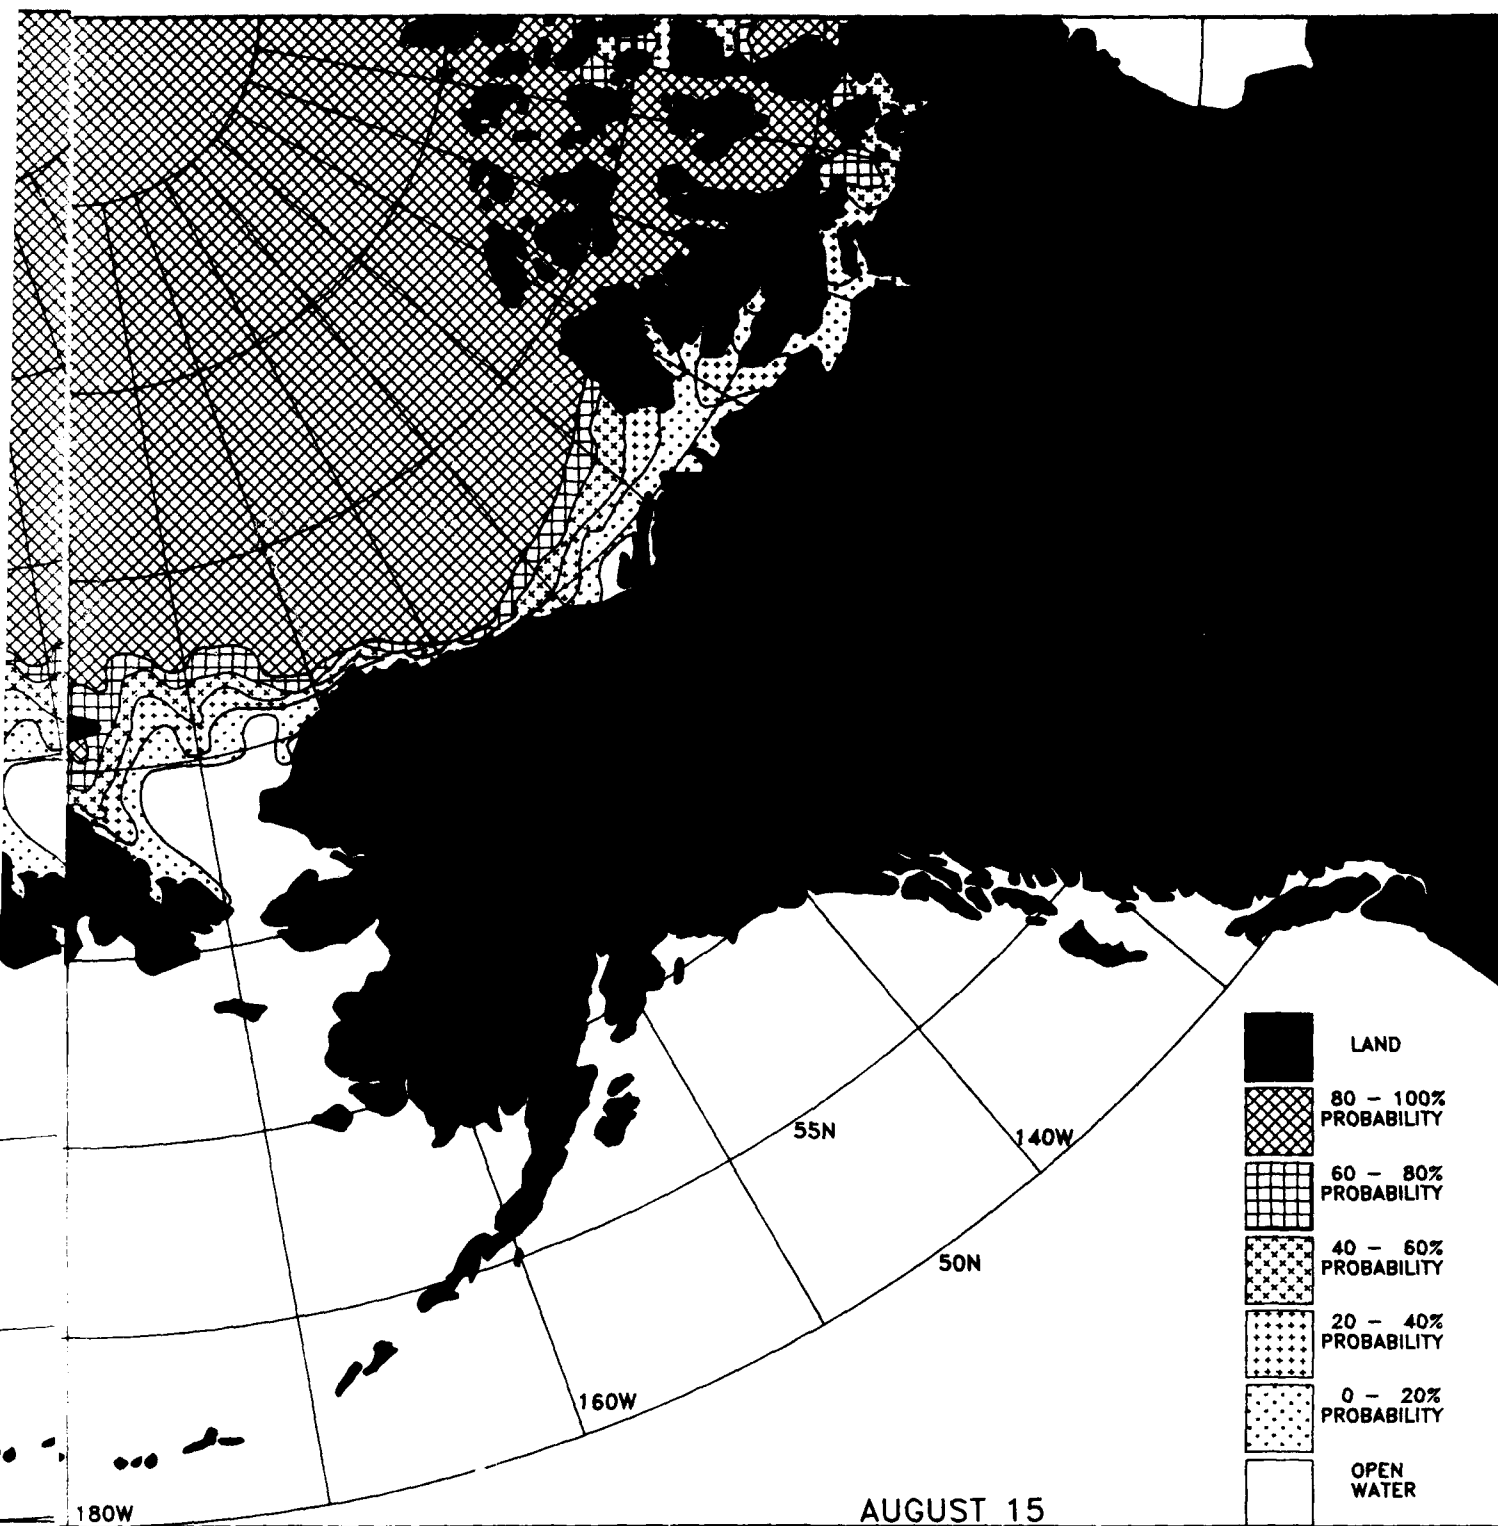 55N
140W
50N
160W
180W
AUGUST 15
LAND
80 - 100%
PROBABILITY
60 - 80%
PROBABILITY
40 - 60%
PROBABILITY
20 - 40%
PROBABILITY
0 - 20%
PROBABILITY
OPEN
WATER